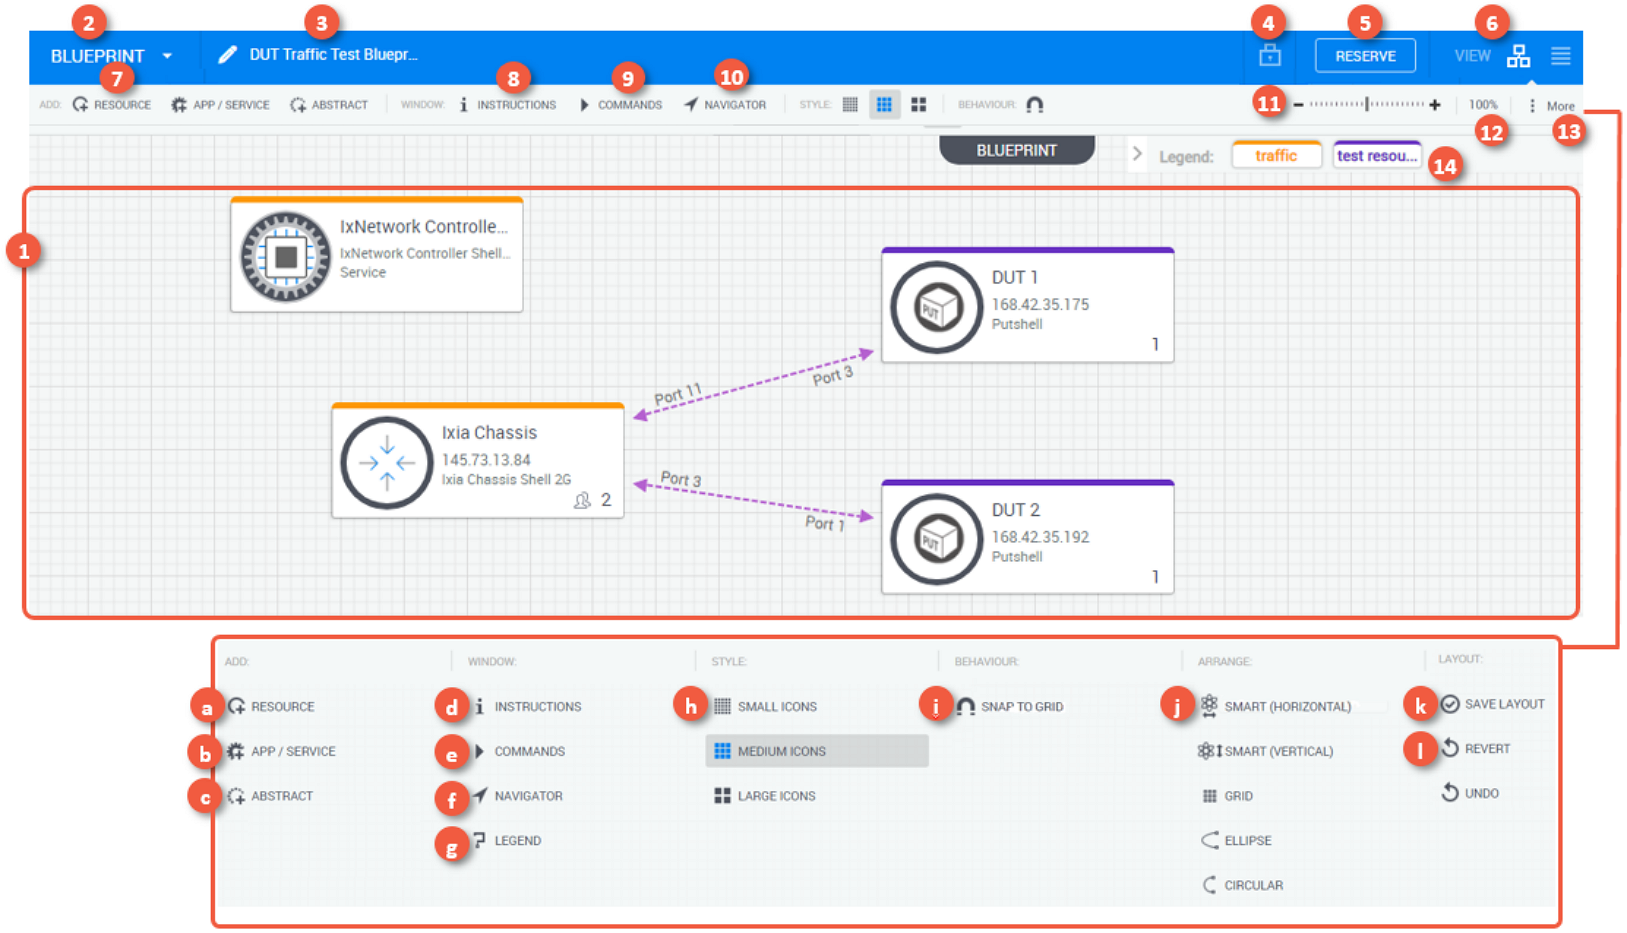 2
3
4
5
6
BLUEPRINT
DUT Traffic Test Bluepr...
RESERVE
VIEW
7
8
9
10
ADD:
RESOURCE
APP / SERVICE
ABSTRACT
WINDOW:
INSTRUCTIONS
COMMANDS
NAVIGATOR
STYLE:
BEHAVIOUR:
11
100%
More
12
13
BLUEPRINT
Legend:
traffic
test resou...
14
1
IxNetwork Controlle...
IxNetwork Controller Shell...
Service
DUT 1
168.42.35.175
Putshell
PUT
1
Port 11
Port 3
Ixia Chassis
145.73.13.84
Ixia Chassis Shell 2G
2
Port 3
Port 1
DUT 2
168.42.35.192
Putshell
PUT
1
ADD:
WINDOW:
STYLE:
BEHAVIOUR:
ARRANGE:
LAYOUT:
a RESOURCE
d INSTRUCTIONS
h SMALL ICONS
i SNAP TO GRID
j SMART (HORIZONTAL)
k SAVE LAYOUT
b APP / SERVICE
e COMMANDS
MEDIUM ICONS
SMART (VERTICAL)
l REVERT
c ABSTRACT
f NAVIGATOR
LARGE ICONS
GRID
UNDO
g LEGEND
ELLIPSE
CIRCULAR